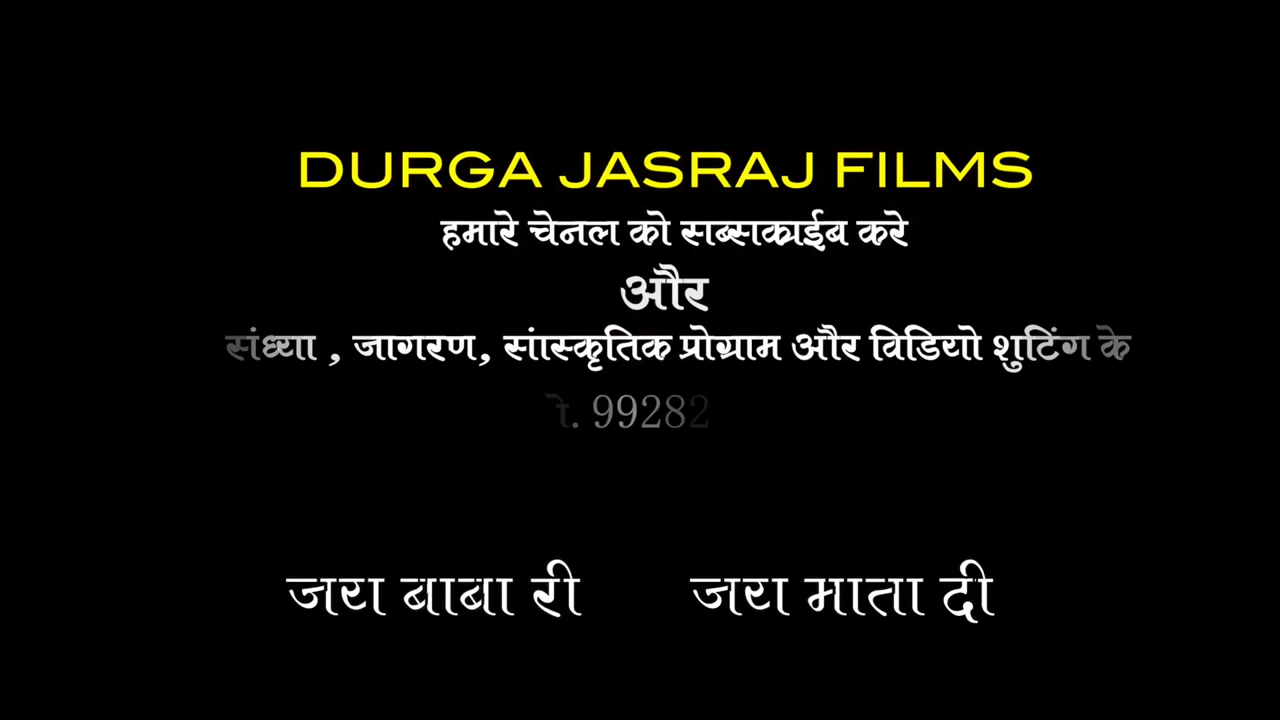 DURGA JASRAJ FILMS
हमारे चेनल को सब्सक्राईब करे
और
संध्या , जागरण, सांस्कृतिक प्रोग्राम और विडियो शुटिंग के
99282
जय बाबा री जय माता दी